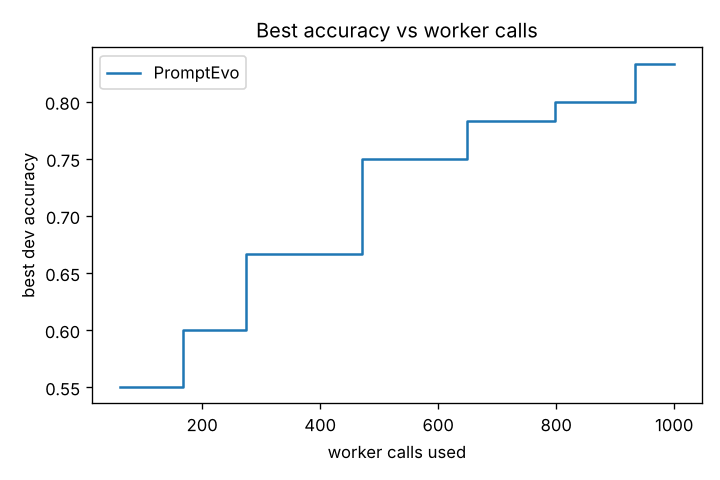 Best accuracy vs worker calls
PromptEvo
best dev accuracy
0.80
0.75
0.70
0.65
0.60
0.55
200 400 600 800 1000
worker calls used